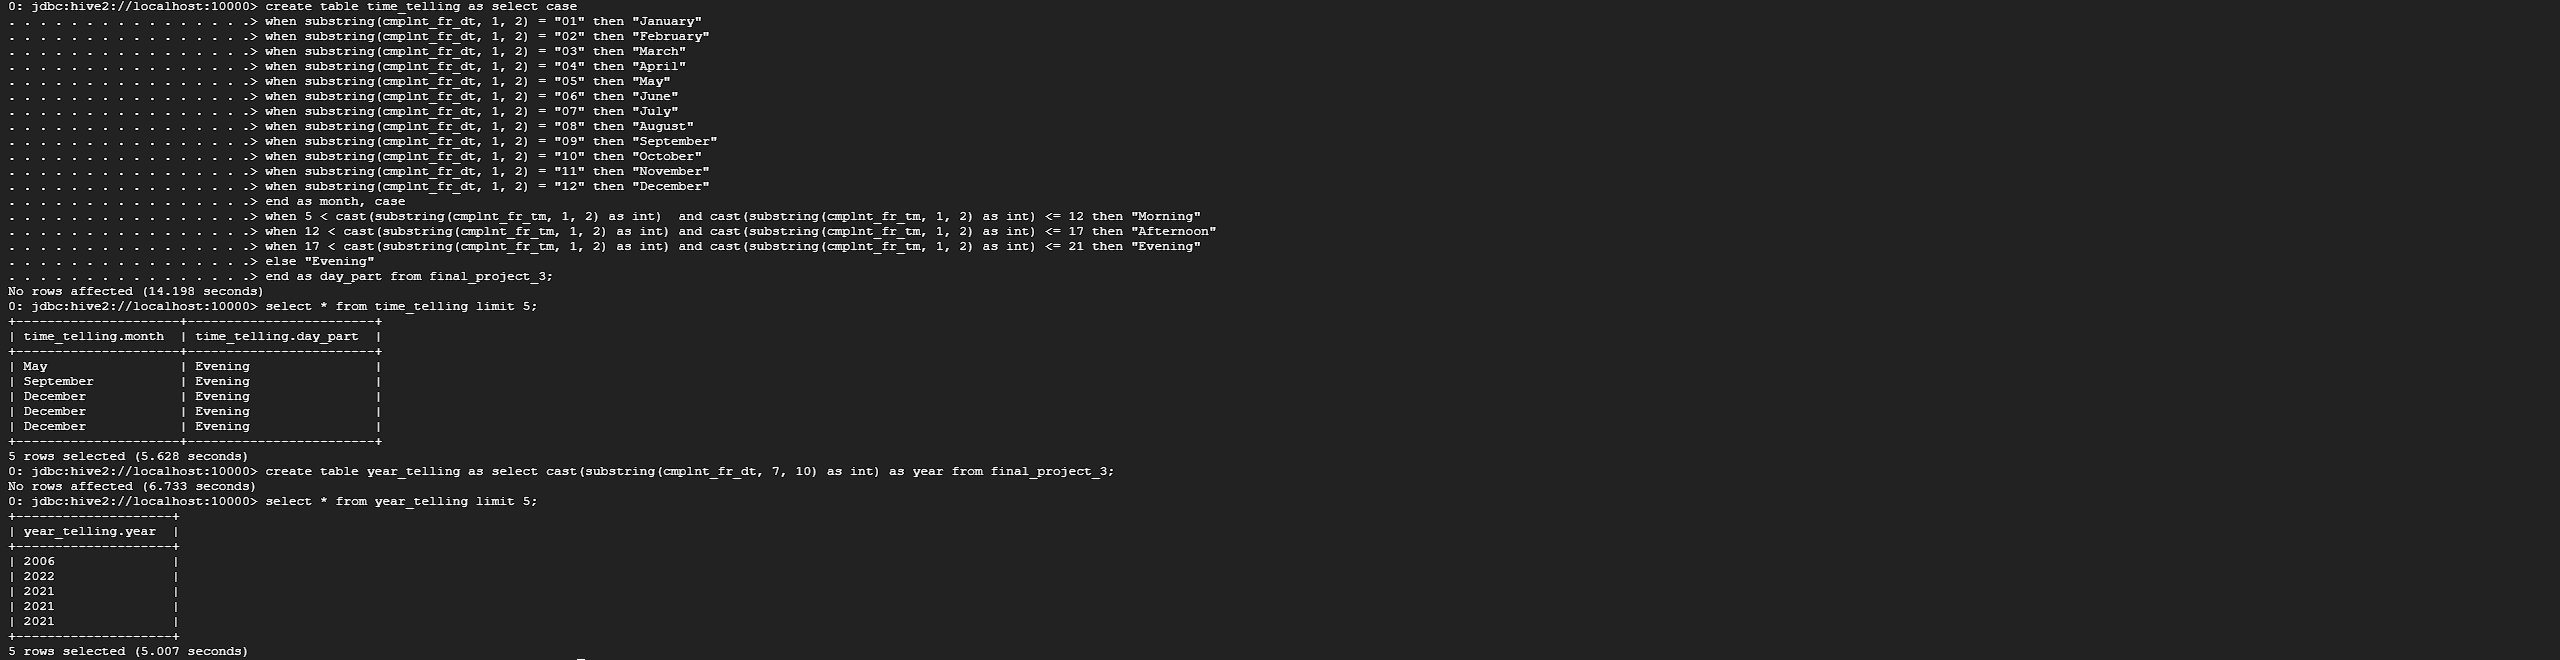 0: jdbc:hive2://localhost:10000> create table time_telling as select case
. . . . . . . . . . . . . . . .> when substring(cmplnt_fr_dt, 1, 2) = "01" then "January"
. . . . . . . . . . . . . . . .> when substring(cmplnt_fr_dt, 1, 2) = "02" then "February"
. . . . . . . . . . . . . . . .> when substring(cmplnt_fr_dt, 1, 2) = "03" then "March"
. . . . . . . . . . . . . . . .> when substring(cmplnt_fr_dt, 1, 2) = "04" then "April"
. . . . . . . . . . . . . . . .> when substring(cmplnt_fr_dt, 1, 2) = "05" then "May"
. . . . . . . . . . . . . . . .> when substring(cmplnt_fr_dt, 1, 2) = "06" then "June"
. . . . . . . . . . . . . . . .> when substring(cmplnt_fr_dt, 1, 2) = "07" then "July"
. . . . . . . . . . . . . . . .> when substring(cmplnt_fr_dt, 1, 2) = "08" then "August"
. . . . . . . . . . . . . . . .> when substring(cmplnt_fr_dt, 1, 2) = "09" then "September"
. . . . . . . . . . . . . . . .> when substring(cmplnt_fr_dt, 1, 2) = "10" then "October"
. . . . . . . . . . . . . . . .> when substring(cmplnt_fr_dt, 1, 2) = "11" then "November"
. . . . . . . . . . . . . . . .> when substring(cmplnt_fr_dt, 1, 2) = "12" then "December"
. . . . . . . . . . . . . . . .> end as month, case
. . . . . . . . . . . . . . . .> when 5 < cast(substring(cmplnt_fr_tm, 1, 2) as int)  and cast(substring(cmplnt_fr_tm, 1, 2) as int) <= 12 then "Morning"
. . . . . . . . . . . . . . . .> when 12 < cast(substring(cmplnt_fr_tm, 1, 2) as int) and cast(substring(cmplnt_fr_tm, 1, 2) as int) <= 17 then "Afternoon"
. . . . . . . . . . . . . . . .> when 17 < cast(substring(cmplnt_fr_tm, 1, 2) as int) and cast(substring(cmplnt_fr_tm, 1, 2) as int) <= 21 then "Evening"
. . . . . . . . . . . . . . . .> else "Evening"
. . . . . . . . . . . . . . . .> end as day_part from final_project_3;
No rows affected (14.198 seconds)
0: jdbc:hive2://localhost:10000> select * from time_telling limit 5;
+---------------------+------------------------+
| time_telling.month  | time_telling.day_part  |
+---------------------+------------------------+
| May                 | Evening                |
| September           | Evening                |
| December            | Evening                |
| December            | Evening                |
| December            | Evening                |
+---------------------+------------------------+
5 rows selected (5.628 seconds)
0: jdbc:hive2://localhost:10000> create table year_telling as select cast(substring(cmplnt_fr_dt, 7, 10) as int) as year from final_project_3;
No rows affected (6.733 seconds)
0: jdbc:hive2://localhost:10000> select * from year_telling limit 5;
+--------------------+
| year_telling.year  |
+--------------------+
| 2006               |
| 2022               |
| 2021               |
| 2021               |
| 2021               |
+--------------------+
5 rows selected (5.007 seconds)